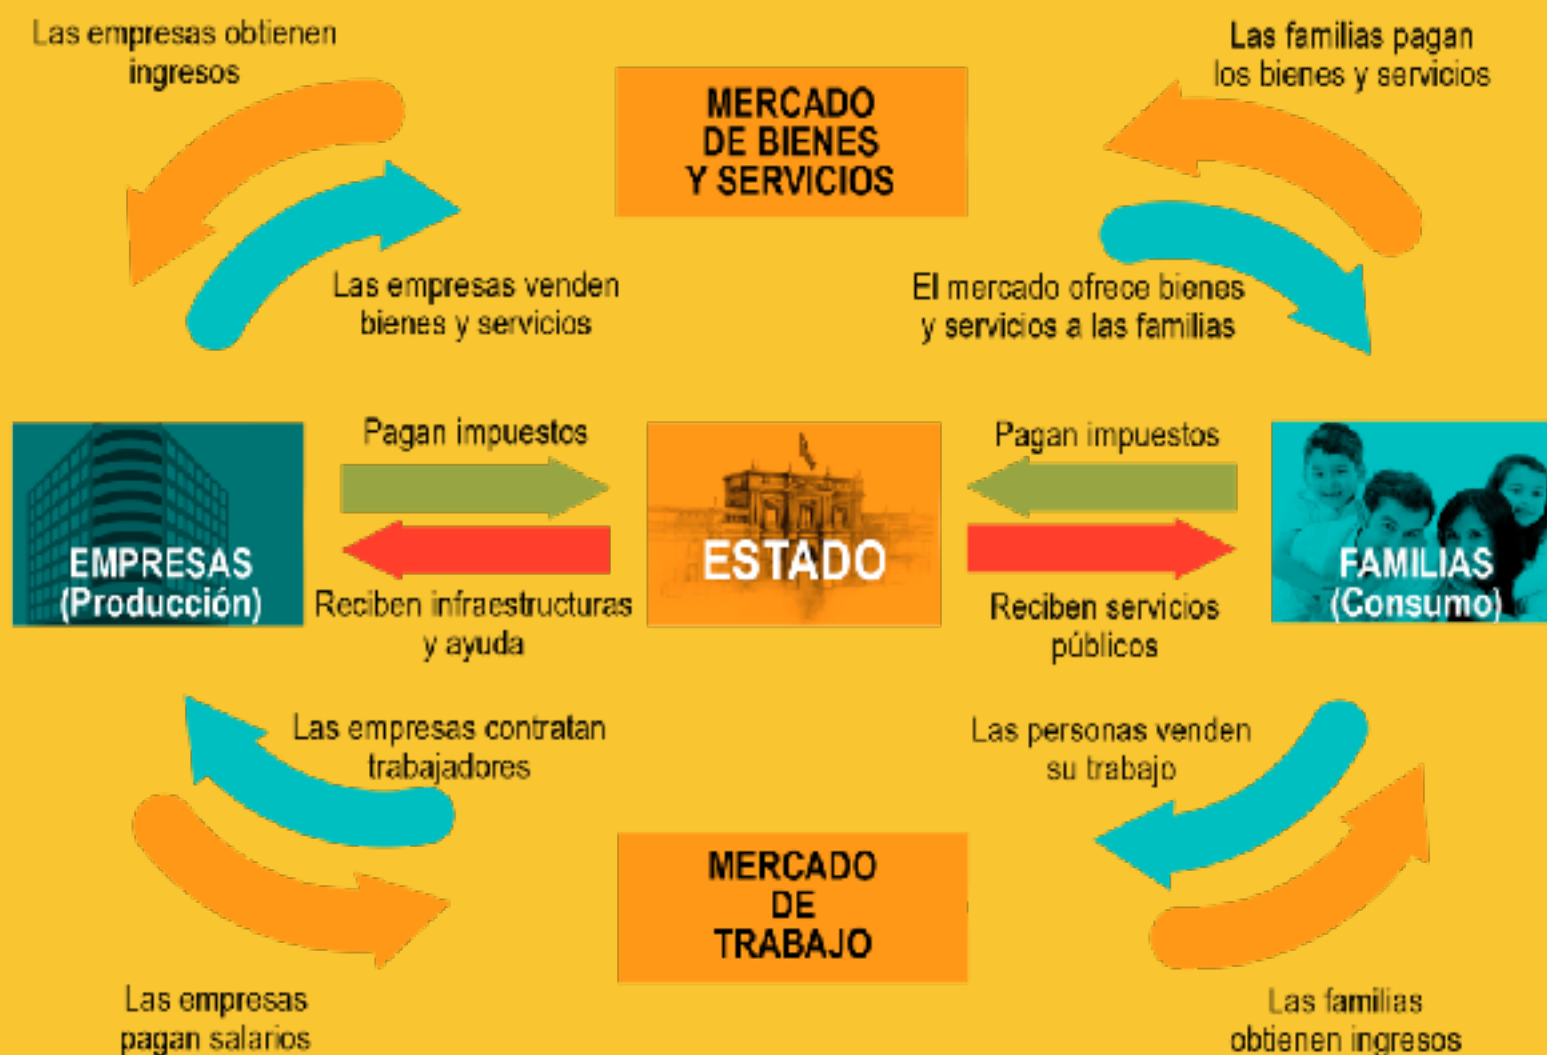 Las empresas obtienen
ingresos
Las familias pagan
los bienes y servicios
MERCADO
DE BIENES
Y SERVICIOS
Las empresas venden
bienes y servicios
El mercado ofrece bienes
y servicios a las familias
Pagan impuestos
Pagan impuestos
EMPRESAS
(Producción)
ESTADO
FAMILIAS
(Consumo)
Reciben infraestructuras
y ayuda
Reciben servicios
públicos
Las empresas contratan
trabajadores
Las personas venden
su trabajo
MERCADO
DE
TRABAJO
Las empresas
pagan salarios
Las familias
obtienen ingresos